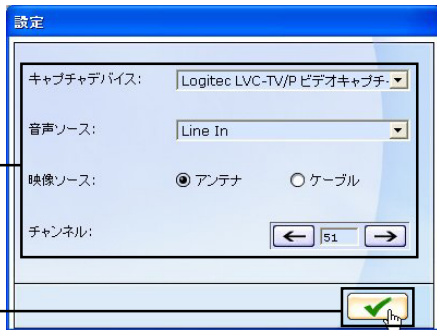 設定
キャプチャデバイス: Logitec LVC-TV/P ビデオキャプチ-
音声ソース: Line In
映像ソース: アンテナ ケーブル
チャンネル: 51